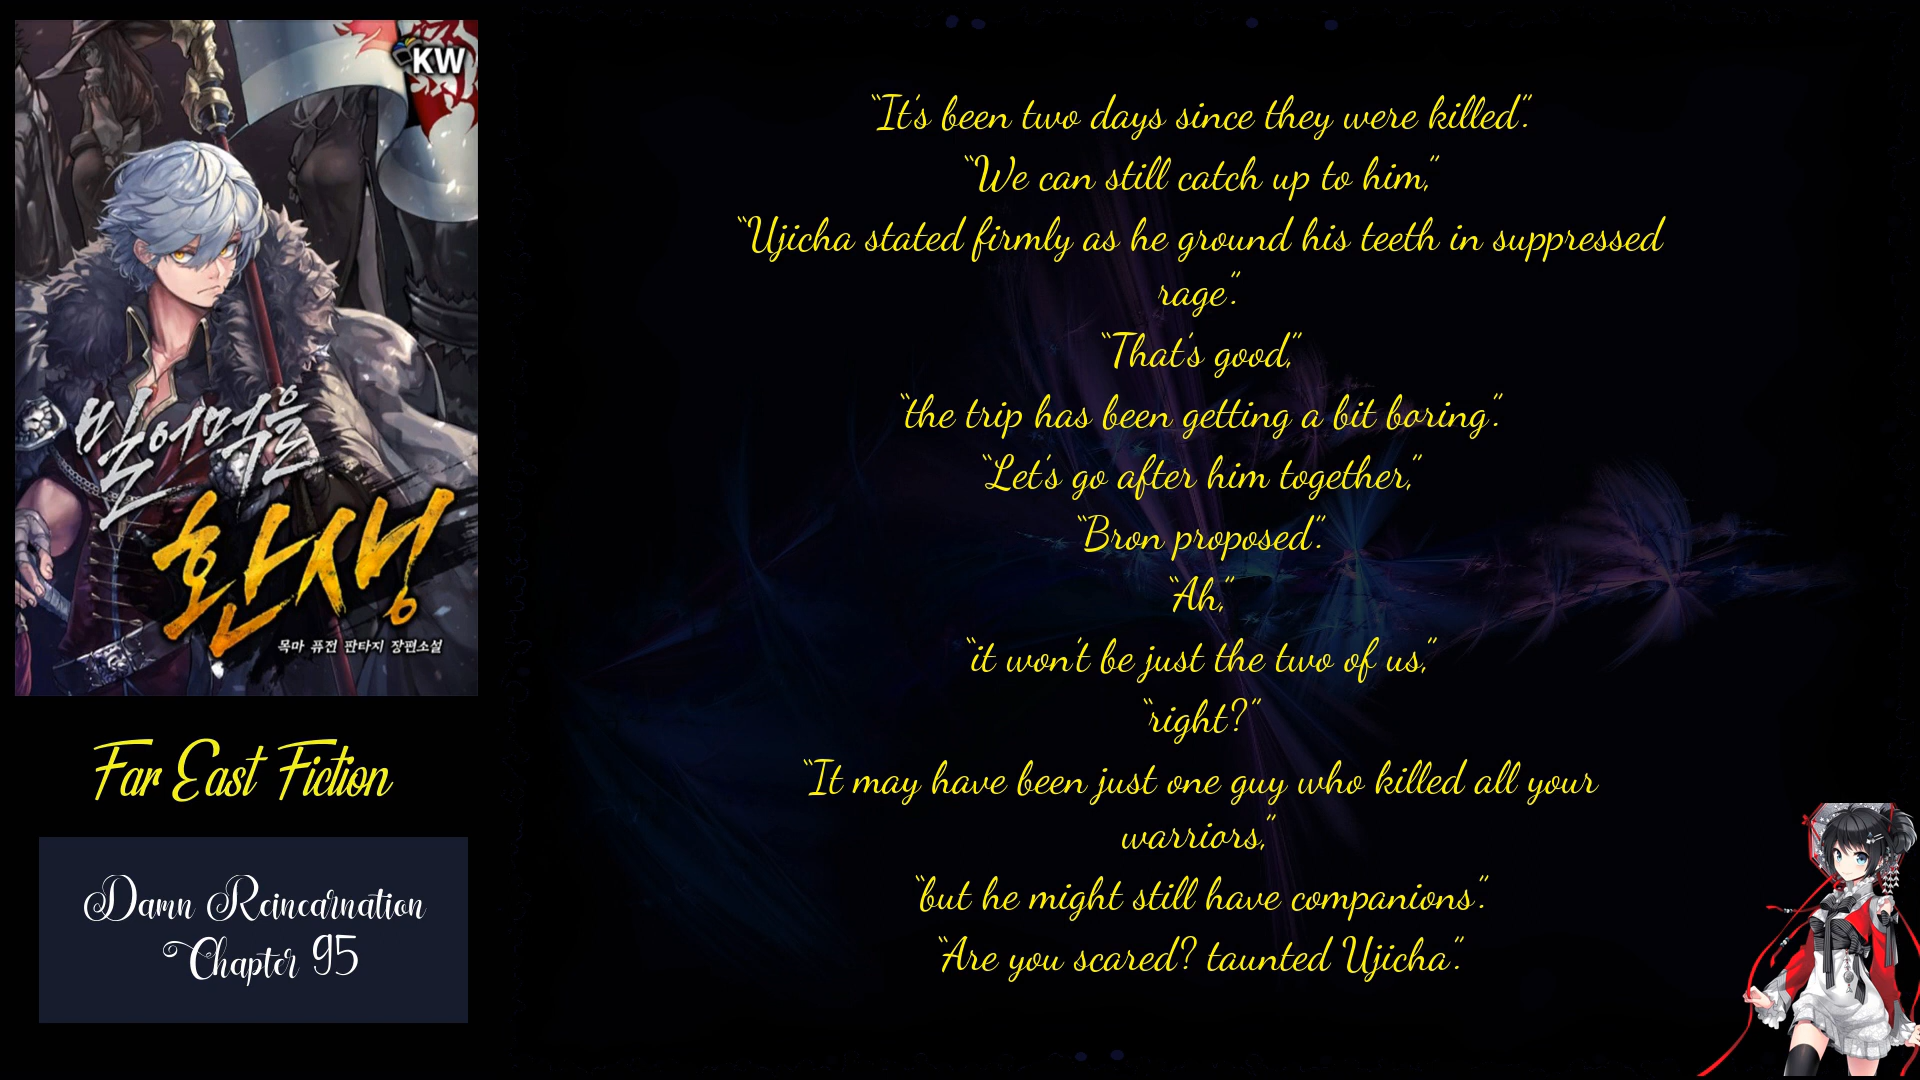 KW
빌어먹을
환생
목마 퓨전 판타지 장편소설
Far East Fiction
Damn Reincarnation
Chapter 95
“It's been two days since they were killed”.
“We can still catch up to him,”
“Ujicha stated firmly as he ground his teeth in suppressed
rage”.
“That's good,”
“the trip has been getting a bit boring”.
“Let's go after him together,”
“Bron proposed”.
“Ah,”
“it won't be just the two of us,”
“right?”
“It may have been just one guy who killed all your
warriors,”
“but he might still have companions”.
“Are you scared? taunted Ujicha”.